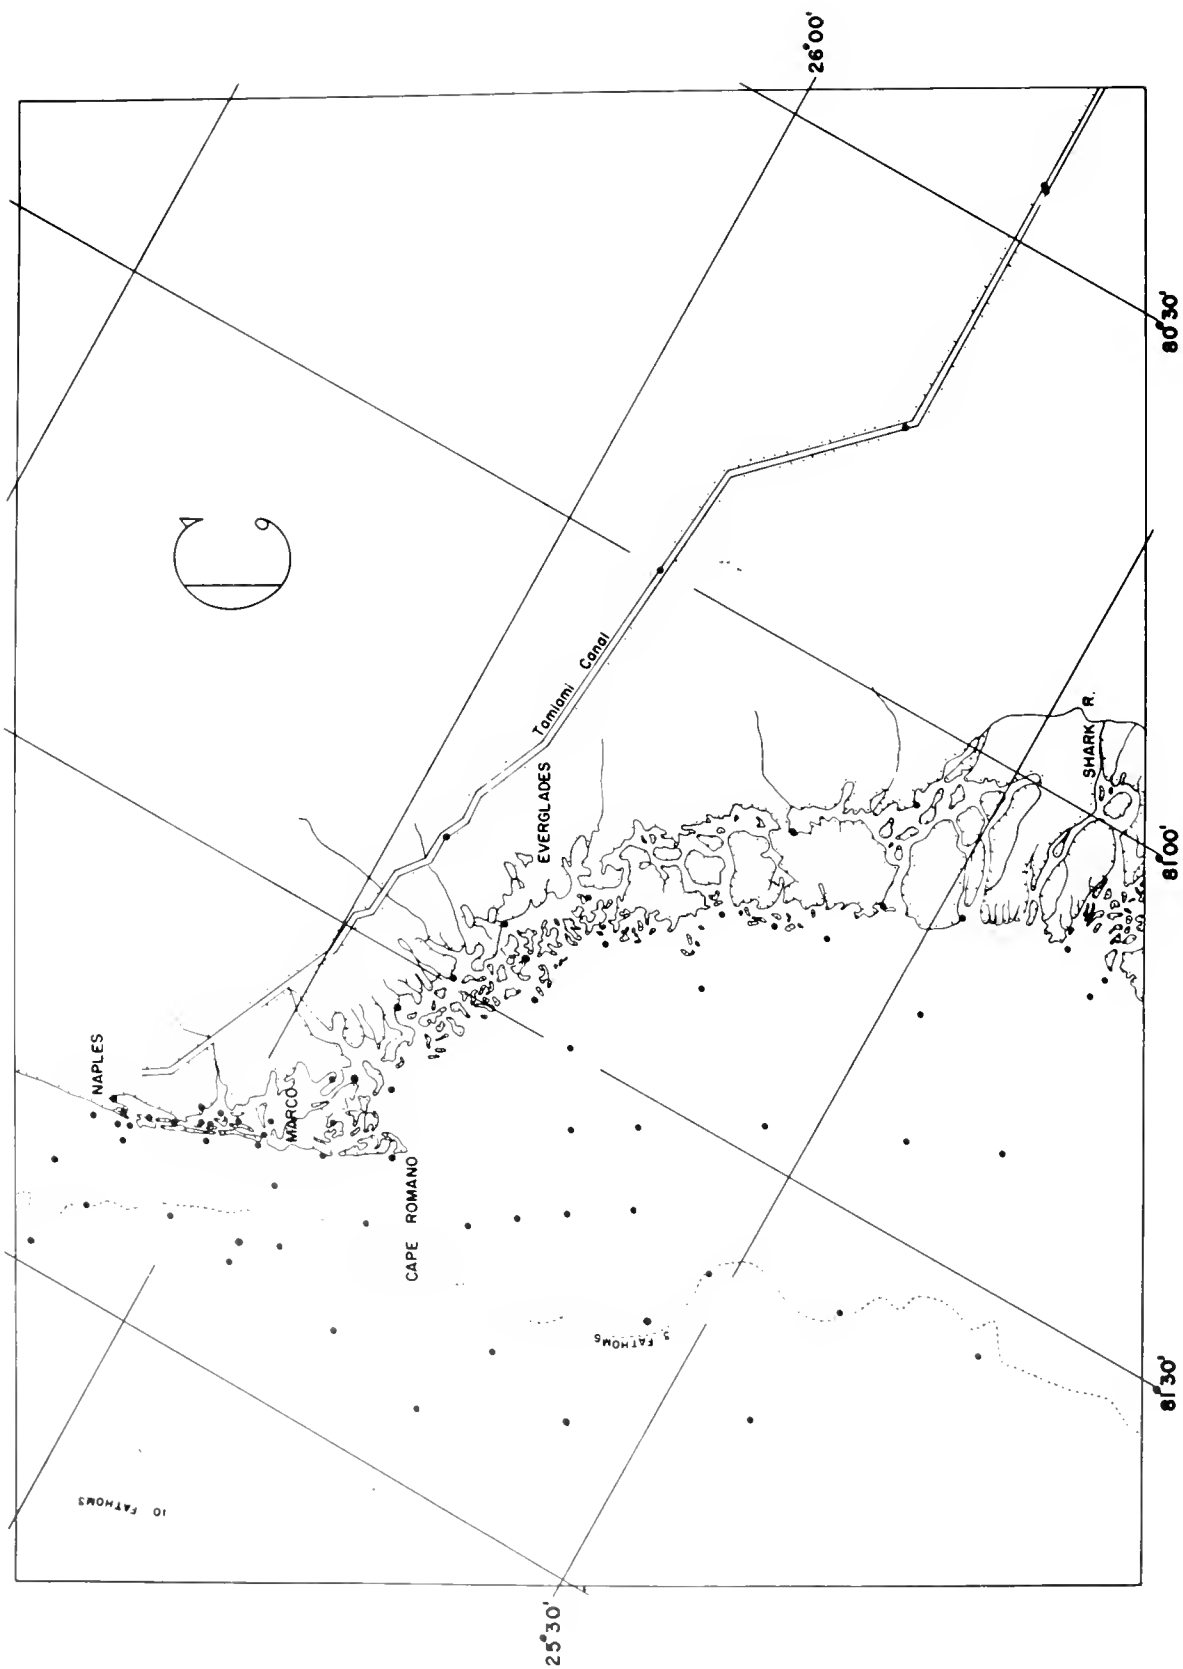 26°00'
80°30'
Tamiami Canal
EVERGLADES
SHARK R.
81°00'
NAPLES
MARCO
CAPE ROMANO
5 FATHOMS
81°30'
10 FATHOMS
25°30'